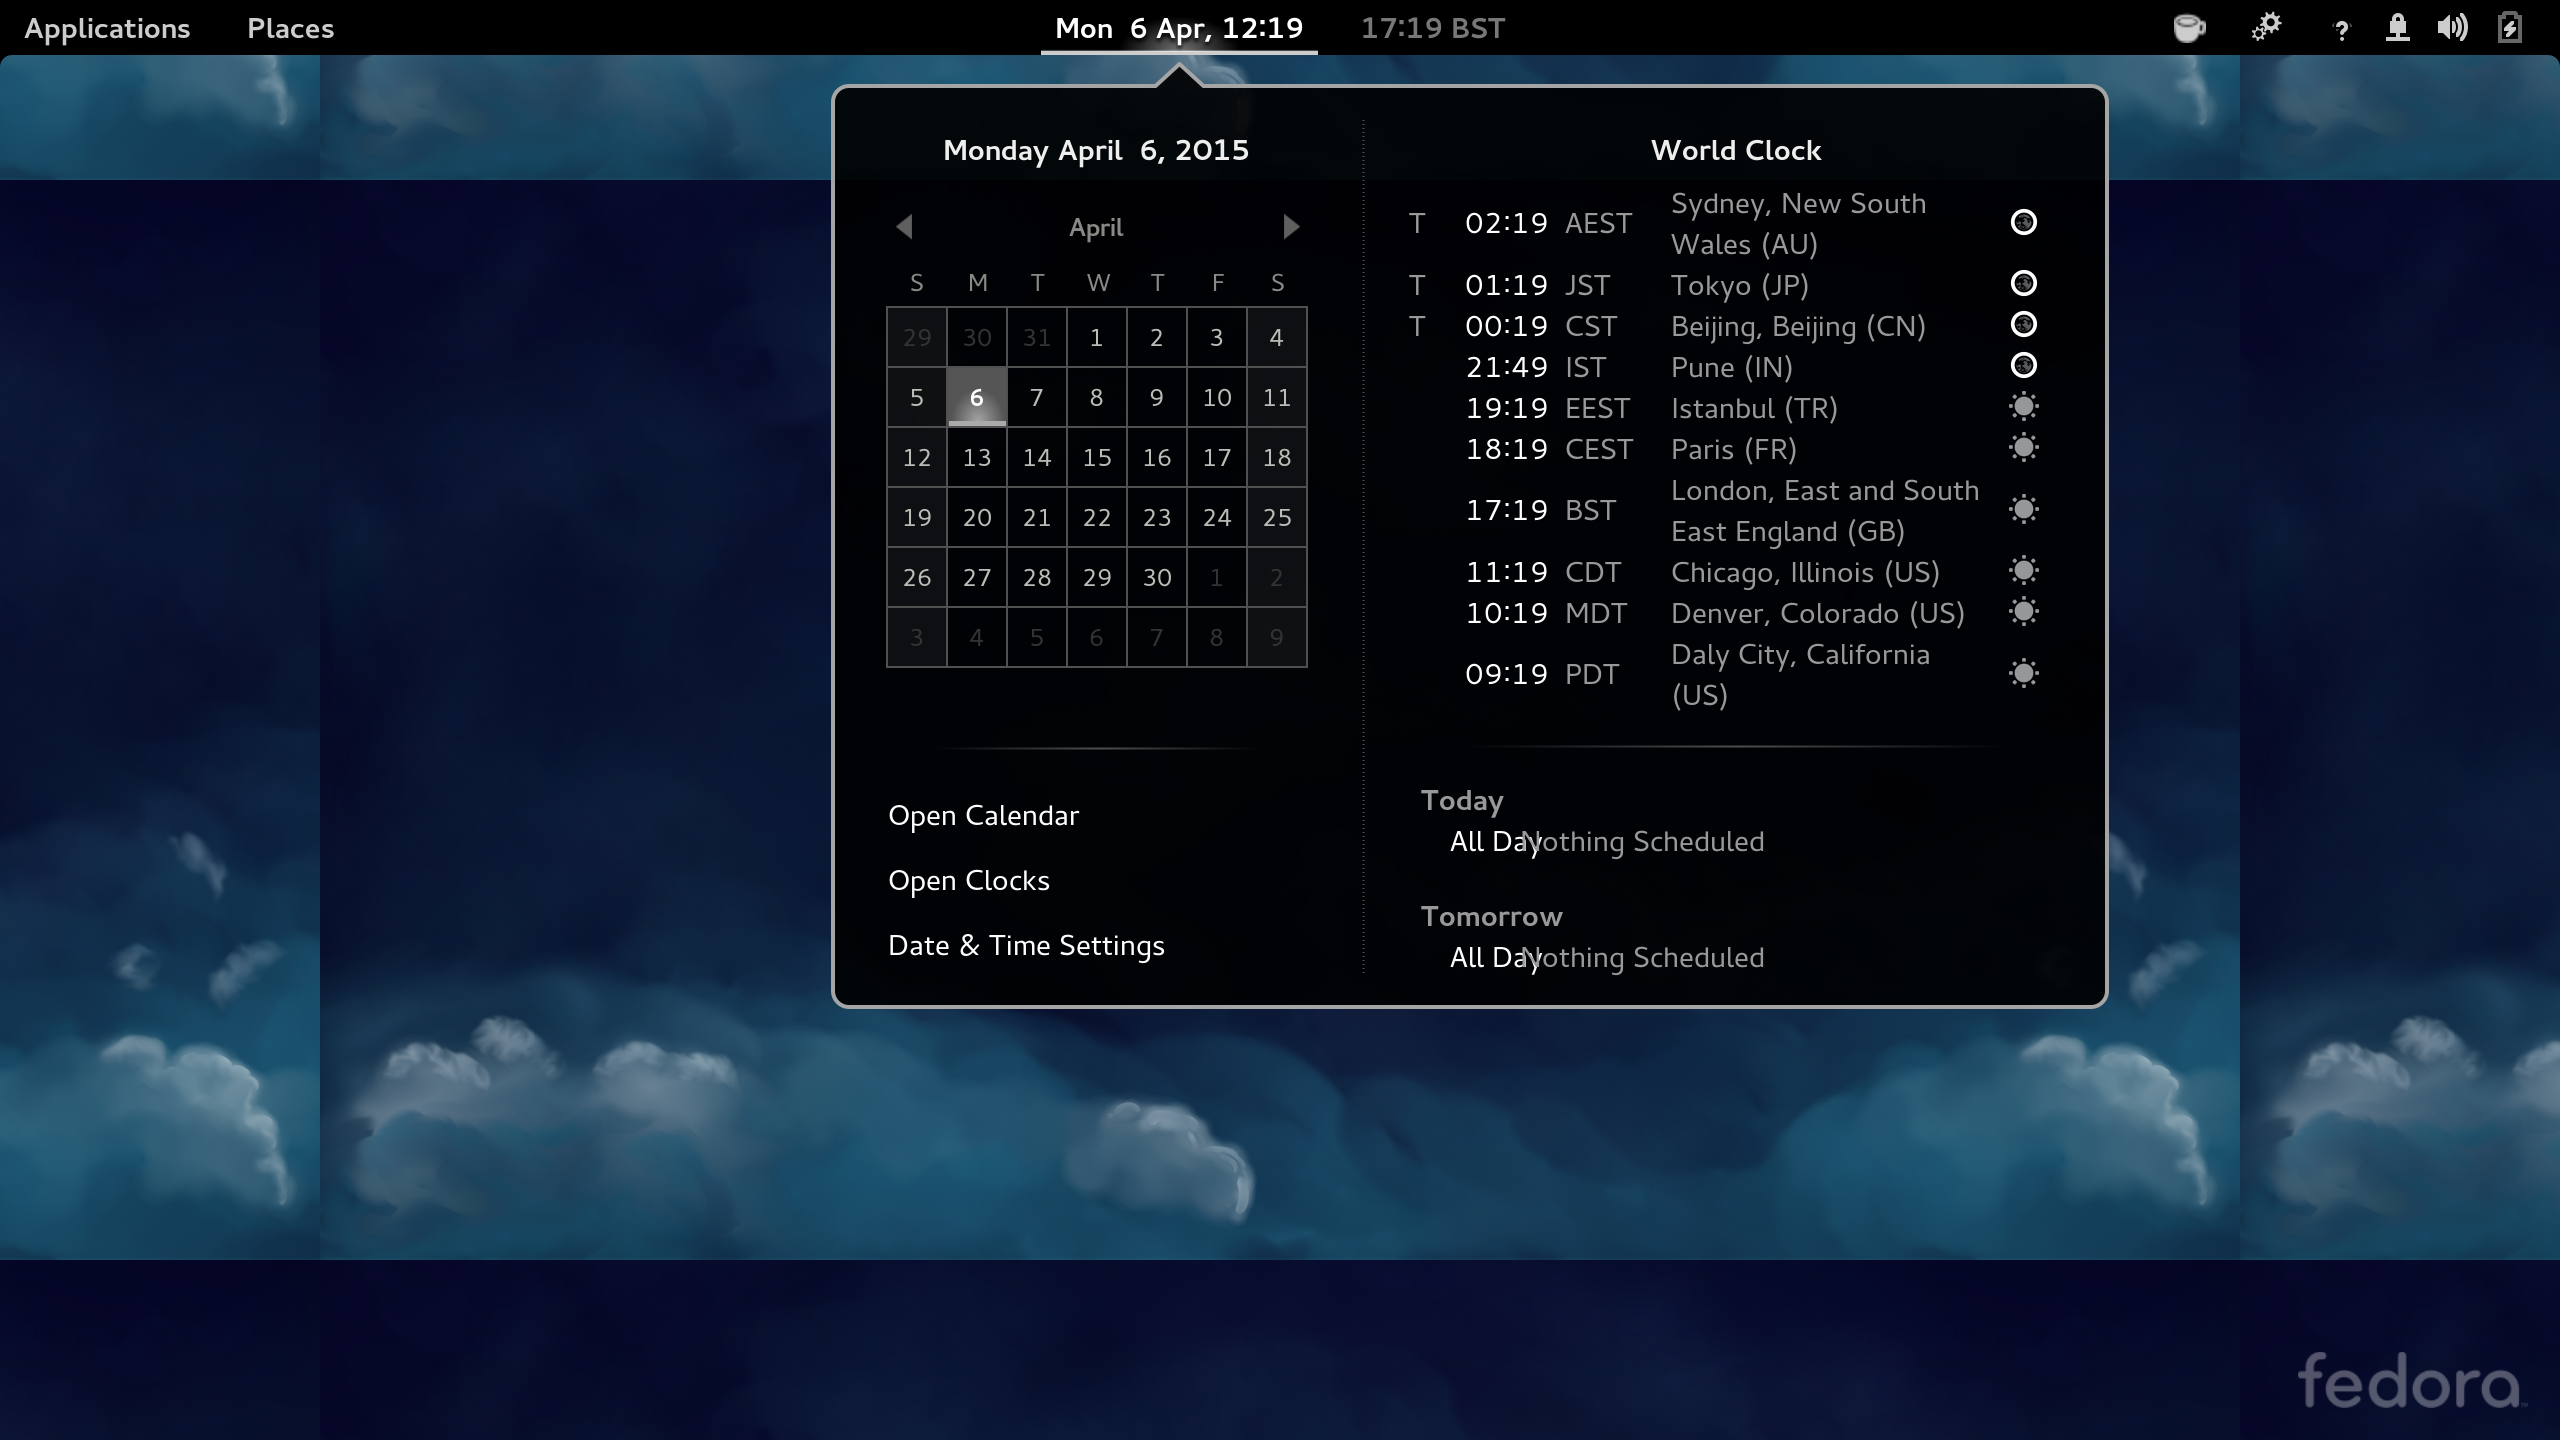 Applications Places Mon 6 Apr, 12:19 17:19 BST ?
Monday April 6, 2015
April
S M T W T F S
29 30 31 1 2 3 4
5 6 7 8 9 10 11
12 13 14 15 16 17 18
19 20 21 22 23 24 25
26 27 28 29 30 1 2
3 4 5 6 7 8 9
Open Calendar
Open Clocks
Date & Time Settings
World Clock
T 02:19 AEST Sydney, New South
Wales (AU)
T 01:19 JST Tokyo (JP)
T 00:19 CST Beijing, Beijing (CN)
21:49 IST Pune (IN)
19:19 EEST Istanbul (TR)
18:19 CEST Paris (FR)
17:19 BST London, East and South
East England (GB)
11:19 CDT Chicago, Illinois (US)
10:19 MDT Denver, Colorado (US)
09:19 PDT Daly City, California
(US)
Today
All Day Nothing Scheduled
Tomorrow
All Day Nothing Scheduled
fedora